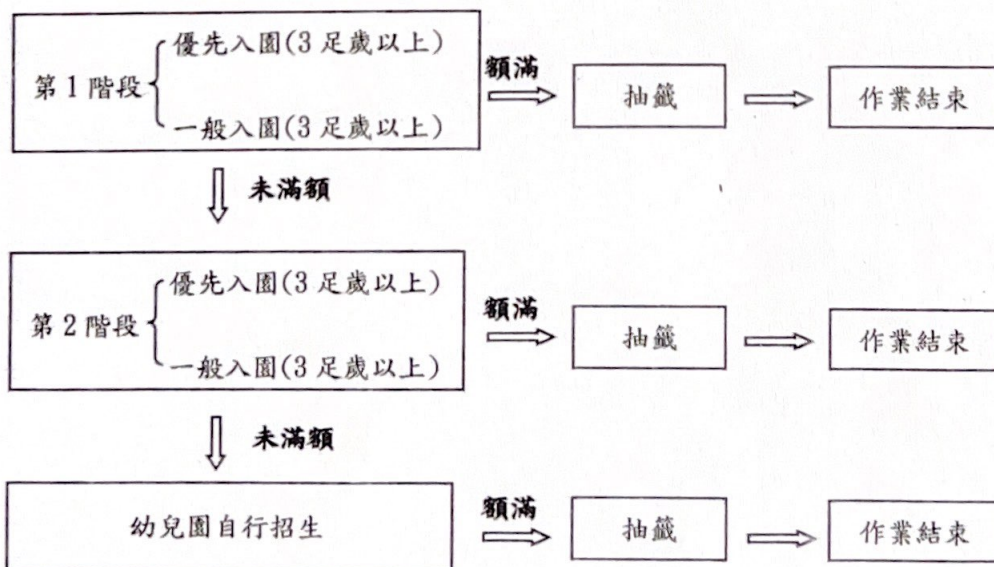 優先入園(3足歲以上)
第1階段
一般入園(3足歲以上)
額滿
抽籤
作業結束
未滿額
優先入園(3足歲以上)
第2階段
一般入園(3足歲以上)
額滿
抽籤
作業結束
未滿額
幼兒園自行招生
額滿
抽籤
作業結束